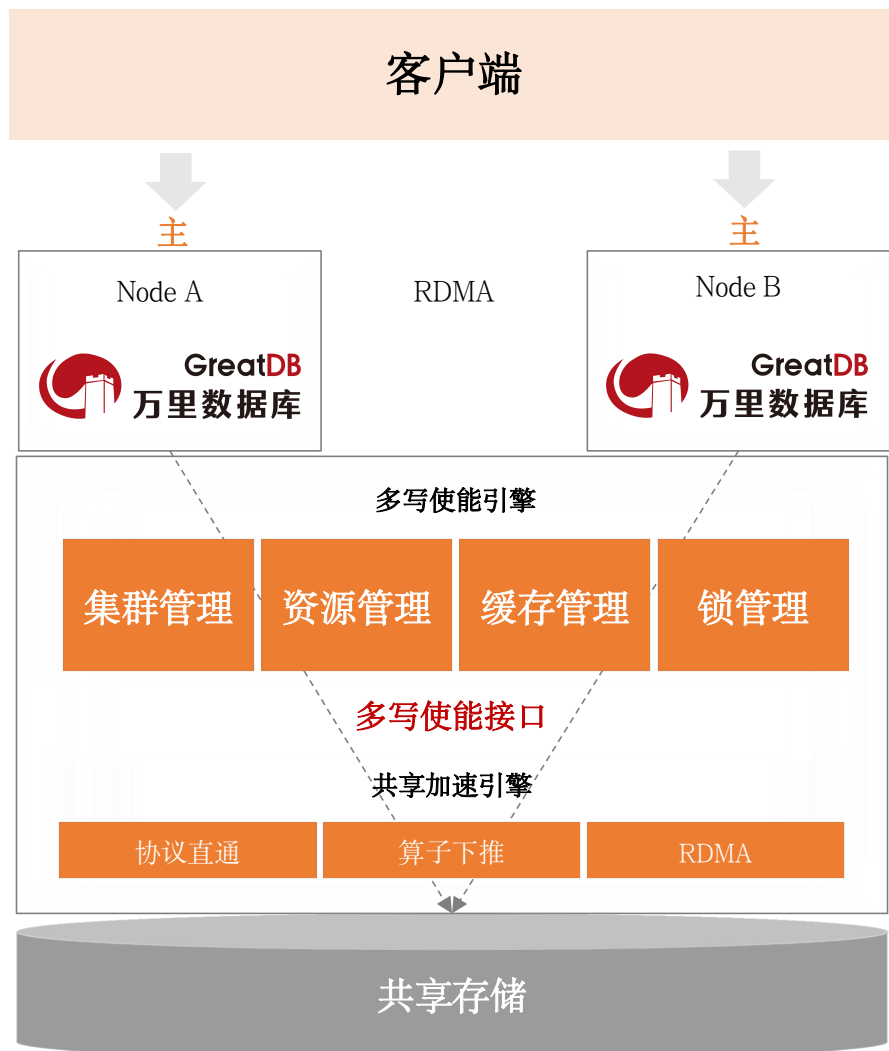 客户端
主
主
Node A
RDMA
Node B
GreatDB
万里数据库
GreatDB
万里数据库
多写使能引擎
集群管理
资源管理
缓存管理
锁管理
多写使能接口
共享加速引擎
协议直通
算子下推
RDMA
共享存储